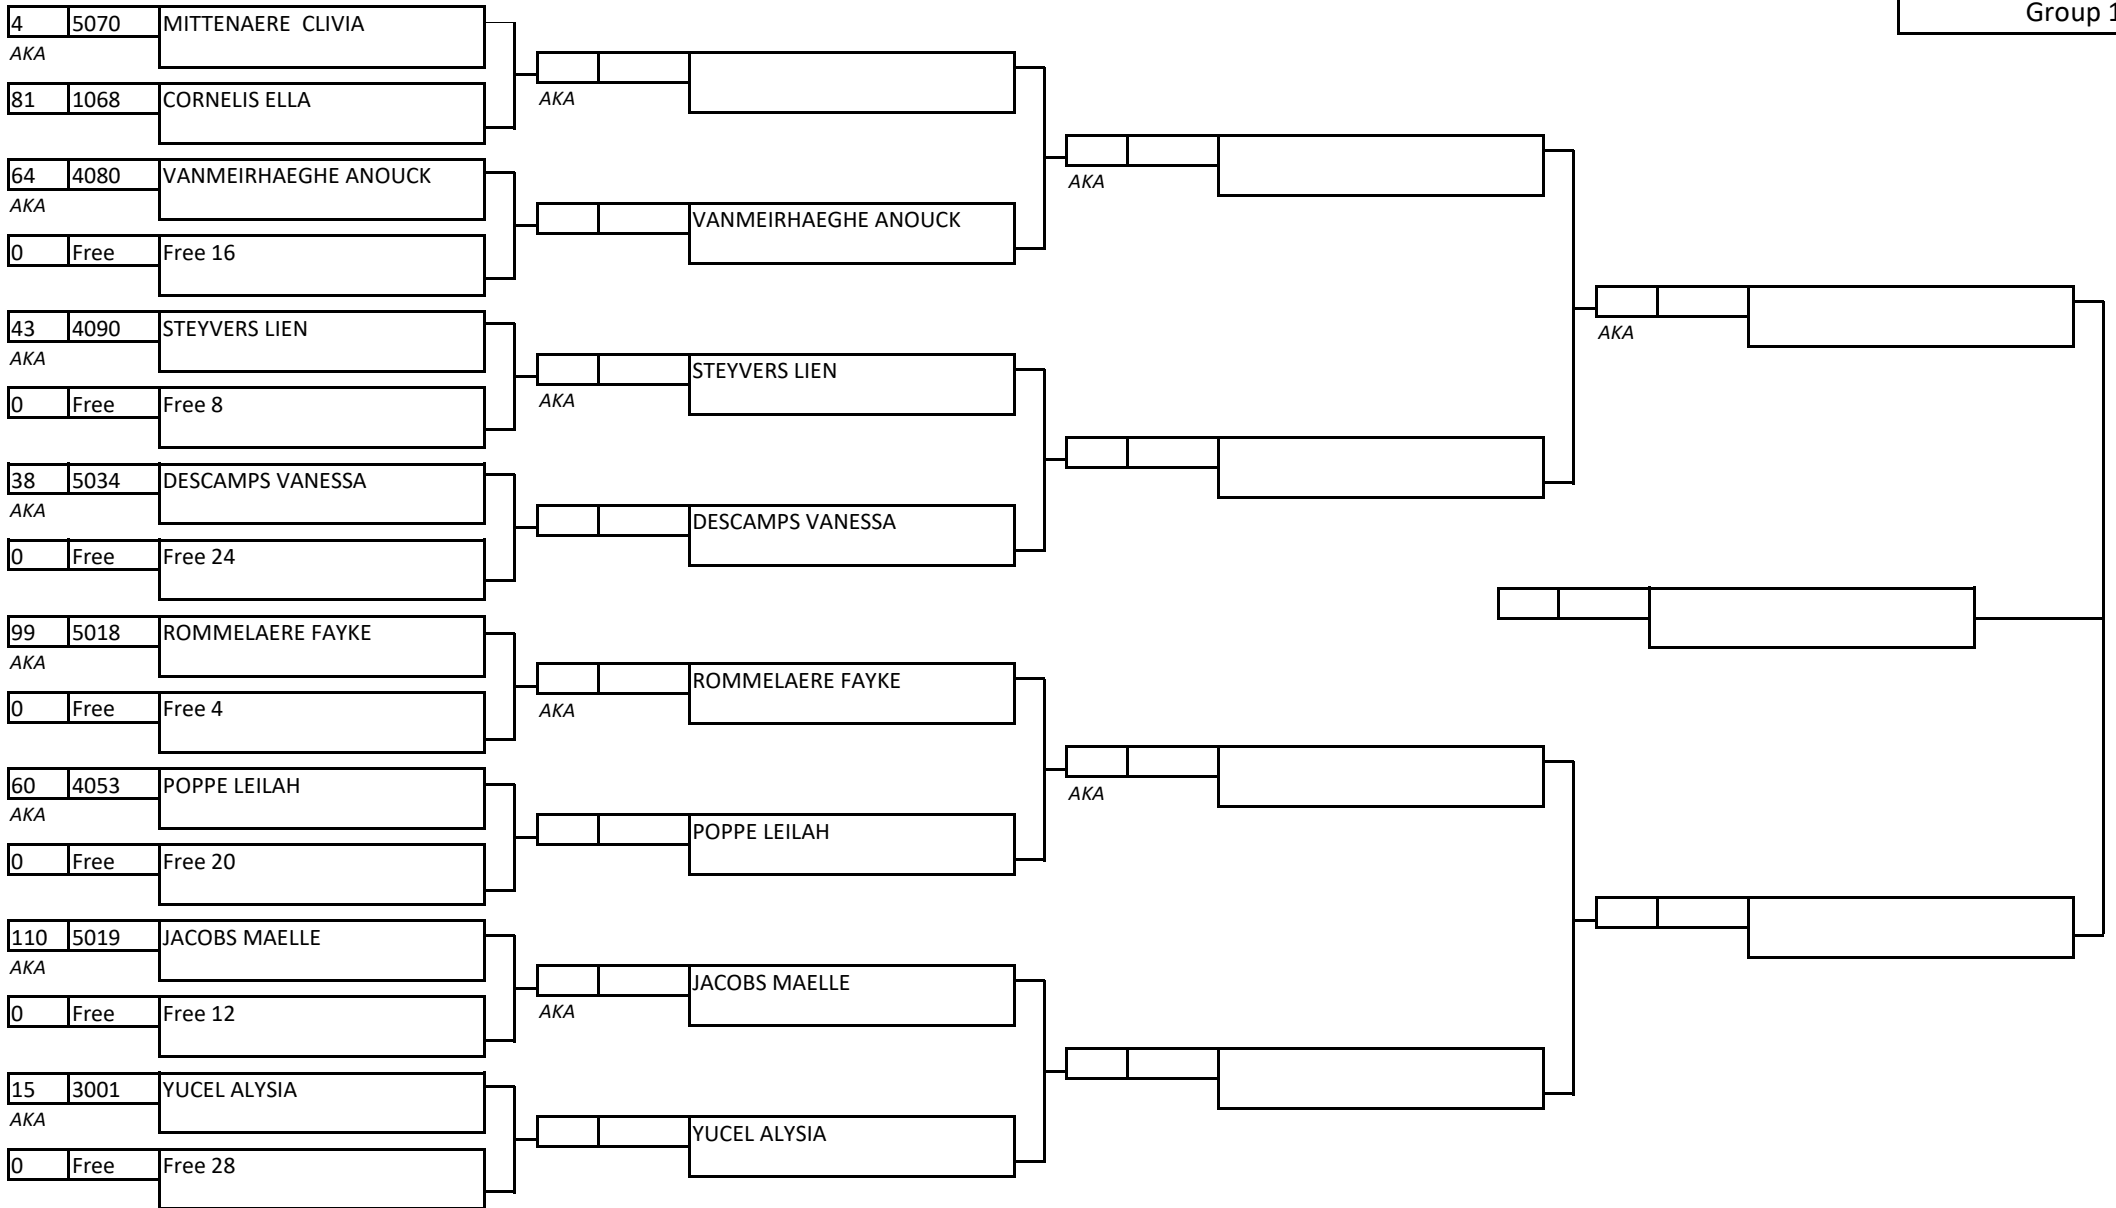 Group 1
4 5070 MITTENAERE  CLIVIA
AKA
81 1068 CORNELIS ELLA
AKA
64 4080 VANMEIRHAEGHE ANOUCK
AKA
AKA
VANMEIRHAEGHE ANOUCK
0 Free Free 16
43 4090 STEYVERS LIEN
AKA
AKA
STEYVERS LIEN
0 Free Free 8
AKA
38 5034 DESCAMPS VANESSA
AKA
DESCAMPS VANESSA
0 Free Free 24
99 5018 ROMMELAERE FAYKE
AKA
ROMMELAERE FAYKE
0 Free Free 4
AKA
60 4053 POPPE LEILAH
AKA
AKA
POPPE LEILAH
0 Free Free 20
110 5019 JACOBS MAELLE
AKA
JACOBS MAELLE
0 Free Free 12
AKA
15 3001 YUCEL ALYSIA
AKA
YUCEL ALYSIA
0 Free Free 28